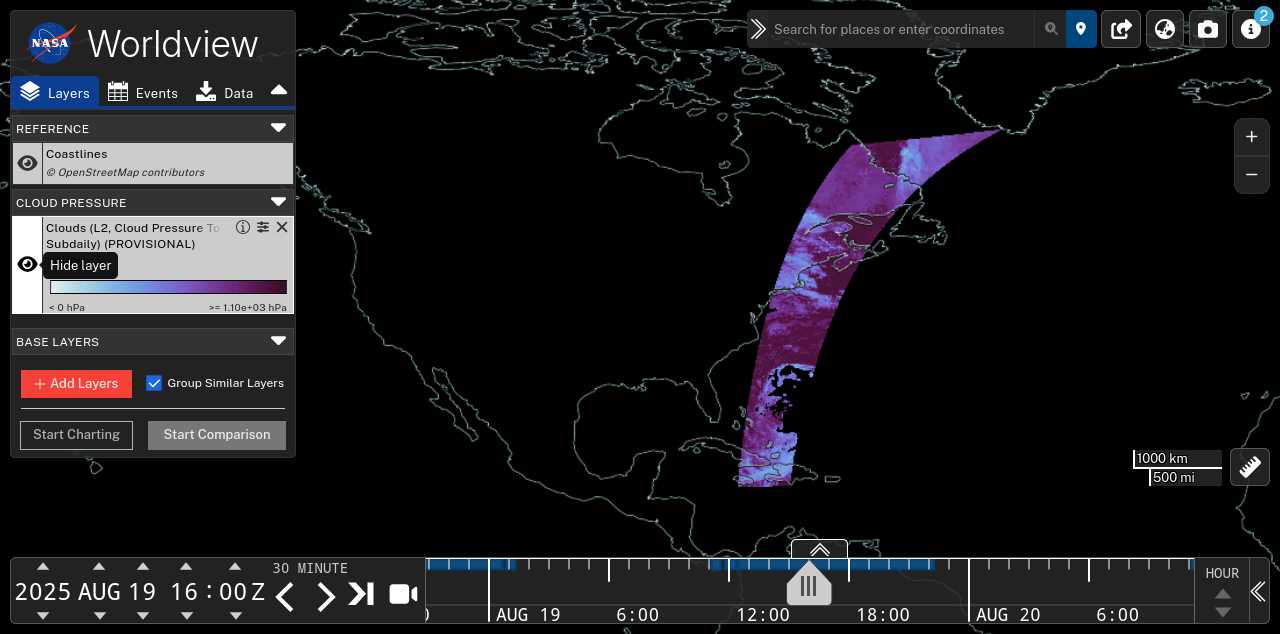 NASA
Worldview
Layers
Events
Data
REFERENCE
Coastlines
© OpenStreetMap contributors
CLOUD PRESSURE
Clouds (L2, Cloud Pressure To
Subdaily) (PROVISIONAL)
Hide layer
< 0 hPa
>= 1.10e+03 hPa
BASE LAYERS
+ Add Layers
Group Similar Layers
Start Charting
Start Comparison
Search for places or enter coordinates
2
+
−
1000 km
500 mi
2025 AUG 19 16 : 00 Z
30 MINUTE
AUG 19
6:00
12:00
18:00
AUG 20
6:00
HOUR